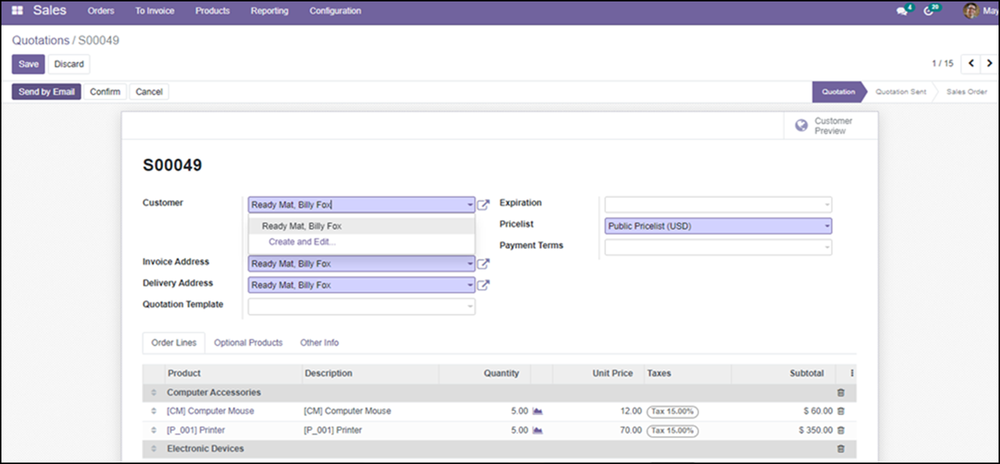 Sales Orders To Invoice Products Reporting Configuration 4 20 May
Quotations / S00049
Save Discard 1 / 15
Send by Email Confirm Cancel Quotation Quotation Sent Sales Order
Customer
Preview
S00049
Customer Ready Mat, Billy Fox Expiration
Ready Mat, Billy Fox Pricelist Public Pricelist (USD)
Create and Edit... Payment Terms
Invoice Address Ready Mat, Billy Fox
Delivery Address Ready Mat, Billy Fox
Quotation Template
Order Lines Optional Products Other Info
Product Description Quantity Unit Price Taxes Subtotal
Computer Accessories
[CM] Computer Mouse [CM] Computer Mouse 5.00 12.00 Tax 15.00% $ 60.00
[P_001] Printer [P_001] Printer 5.00 70.00 Tax 15.00% $ 350.00
Electronic Devices